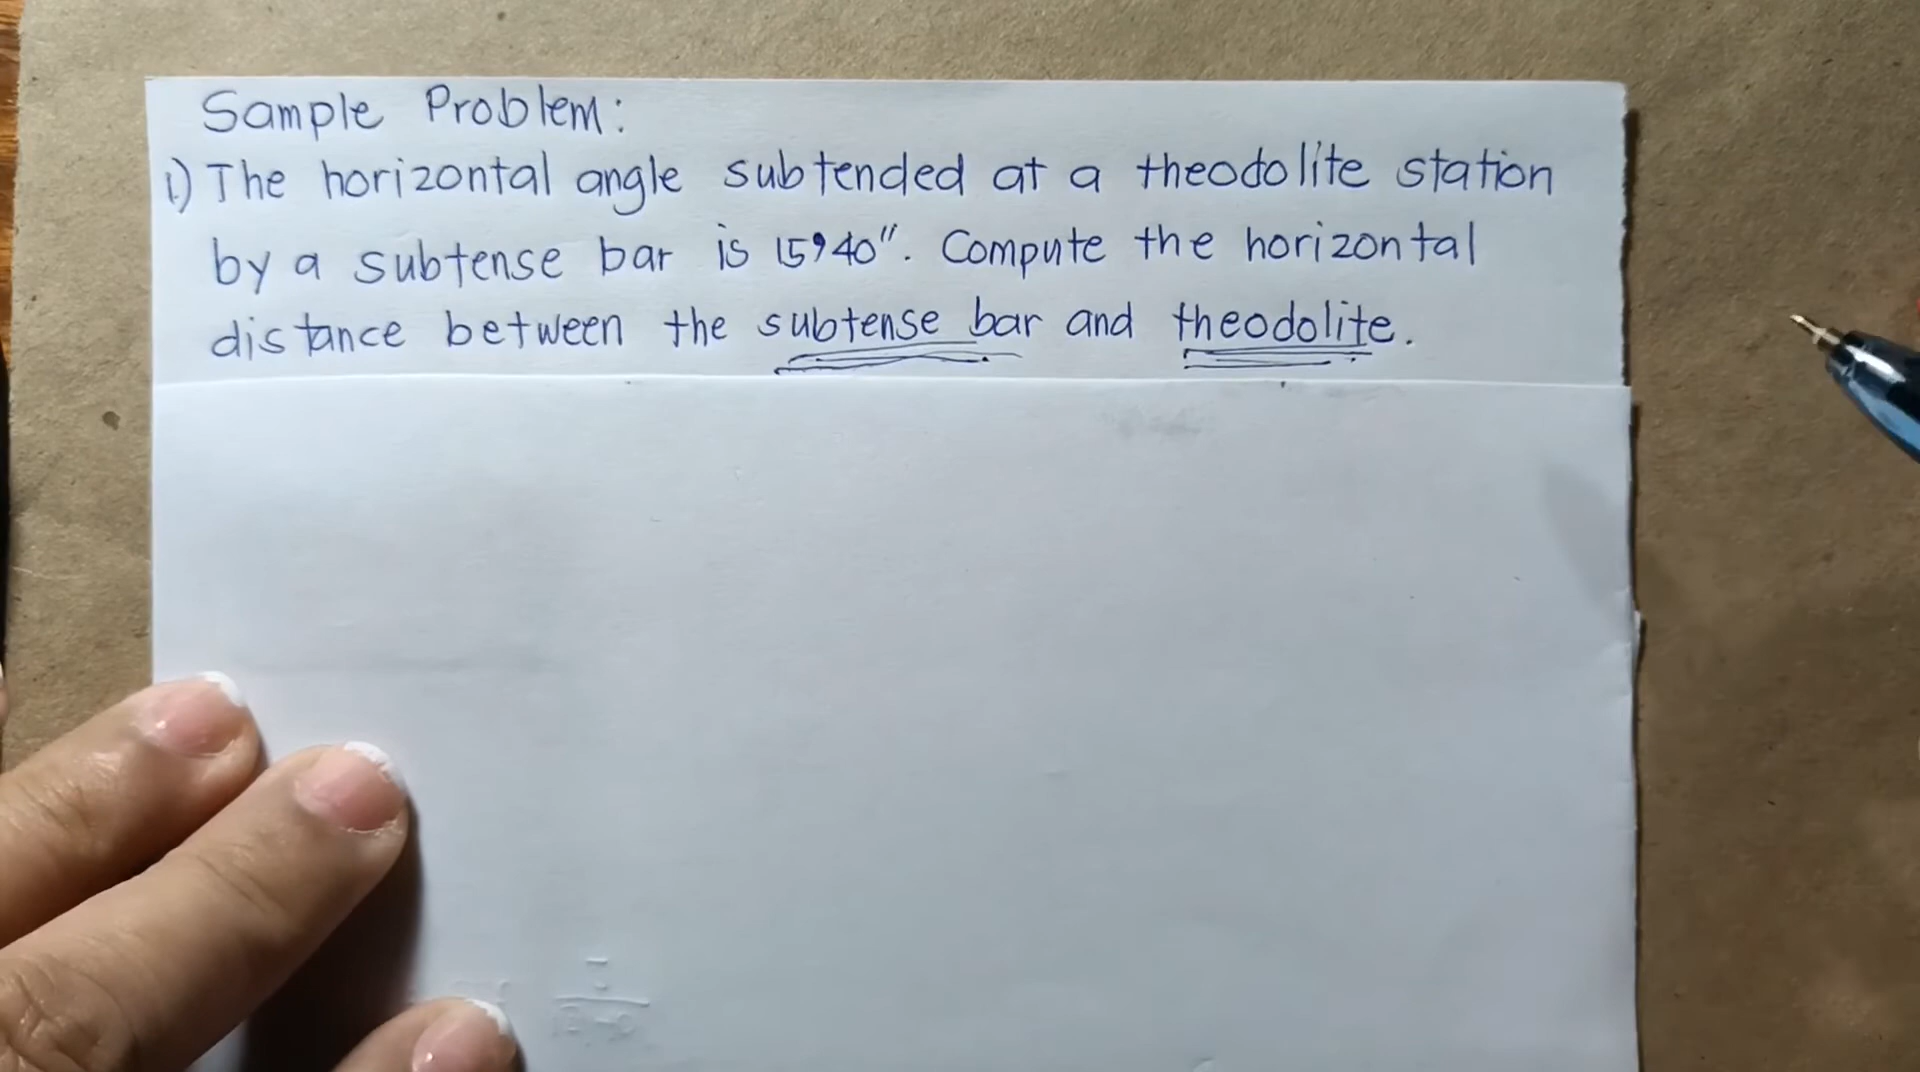 Sample Problem:
1.) The horizontal angle subtended at a theodolite station
by a subtense bar is 15'40". Compute the horizontal
distance between the subtense bar and theodolite.